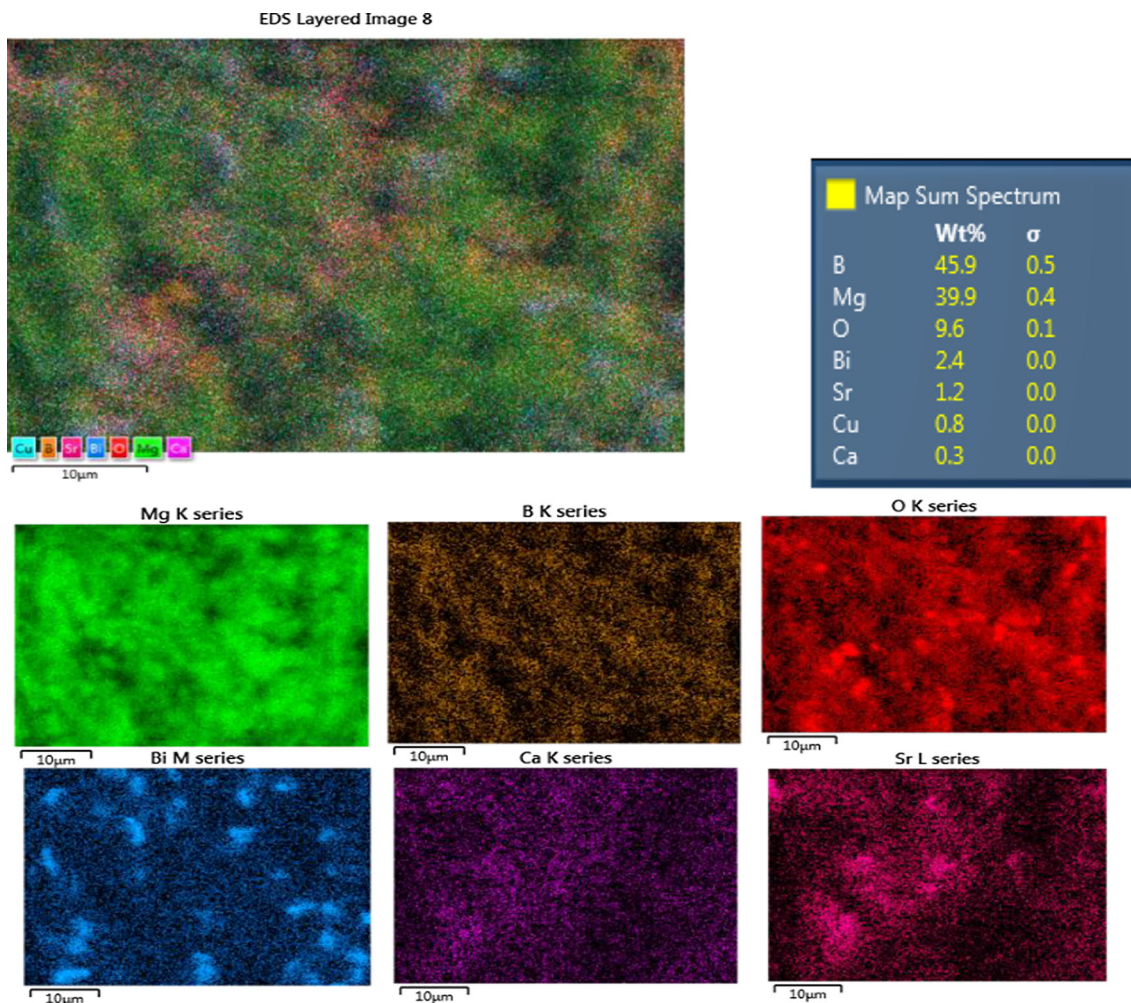 EDS Layered Image 8
Cu B Sr Bi O Mg Ca
10µm
Map Sum Spectrum
Wt% σ
B 45.9 0.5
Mg 39.9 0.4
O 9.6 0.1
Bi 2.4 0.0
Sr 1.2 0.0
Cu 0.8 0.0
Ca 0.3 0.0
Mg K series
B K series
O K series
10µm
10µm
10µm
Bi M series
Ca K series
Sr L series
10µm
10µm
10µm